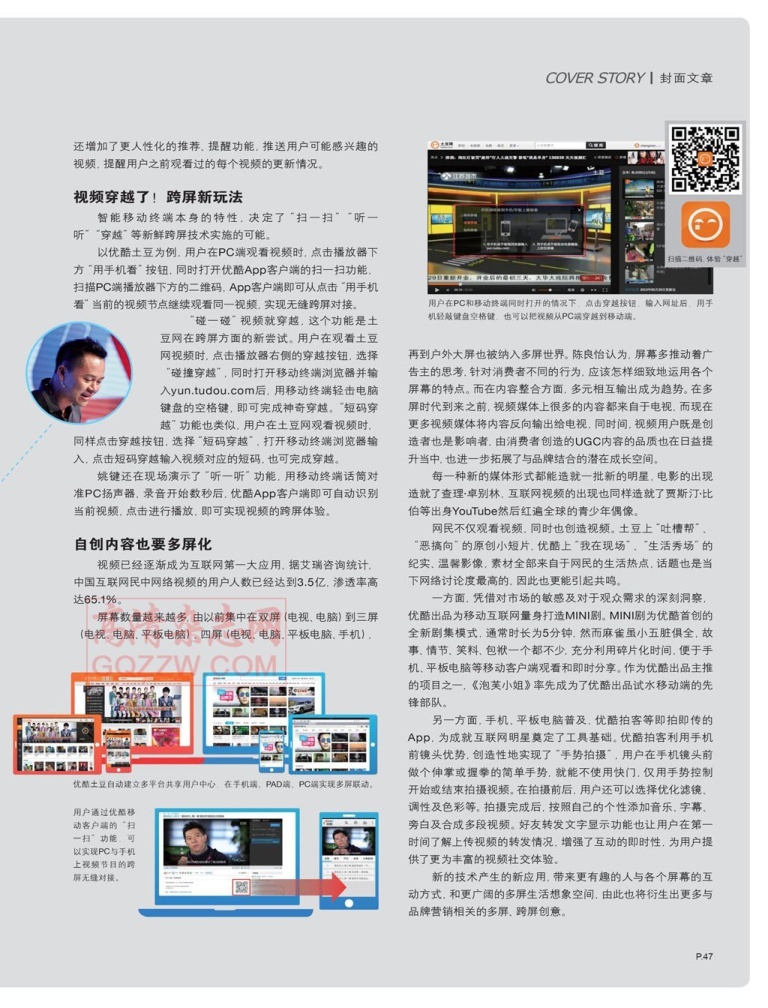 COVER STORY | 封面文章
还增加了更人性化的推荐、提醒功能，推送用户可能感兴趣的
视频，提醒用户之前观看过的每个视频的更新情况。
视频穿越了！跨屏新玩法
智能移动终端本身的特性，决定了“扫一扫”“听一
听”“穿越”等新鲜跨屏技术实施的可能。
以优酷土豆为例，用户在PC端观看视频时，点击播放器下
方“用手机看”按钮，同时打开优酷App客户端的扫一扫功能，
扫描PC端播放器下方的二维码，App客户端即可从点击“用手机
看”当前的视频节点继续观看同一视频，实现无缝跨屏对接。
“碰一碰”视频就穿越，这个功能是土
豆网在跨屏方面的新尝试。用户在观看土豆
网视频时，点击播放器右侧的穿越按钮，选择
“碰撞穿越”，同时打开移动终端浏览器并输
入yun.tudou.com后，用移动终端轻击电脑
键盘的空格键，即可完成神奇穿越。“短码穿
越”功能也类似，用户在土豆网观看视频时，
同样点击穿越按钮，选择“短码穿越”，打开移动终端浏览器输
入，点击短码穿越输入视频对应的短码，也可完成穿越。
姚键还在现场演示了“听一听”功能，用移动终端话筒对
准PC扬声器，录音开始数秒后，优酷App客户端即可自动识别
当前视频，点击进行播放，即可实现视频的跨屏体验。
自创内容也要多屏化
视频已经逐渐成为互联网第一大应用，据艾瑞咨询统计，
中国互联网民中网络视频的用户人数已经达到3.5亿，渗透率高
达65.1%。
屏幕数量越来越多，由以前集中在双屏（电视、电脑）到三屏
（电视、电脑、平板电脑）、四屏（电视、电脑、平板电脑、手机），
高清杂志网
GOZZW.COM
优酷土豆自动建立多平台共享用户中心，在手机端、PAD端、PC端实现多屏联动。
用户通过优酷移
动客户端的“扫
一扫”功能，可
以实现PC与手机
上视频节目的跨
屏无缝对接。
扫描二维码，体验“穿越”
用户在PC和移动终端同时打开的情况下，点击穿越按钮，输入网址后，用手
机轻敲键盘空格键，也可以把视频从PC端穿越到移动端。
再到户外大屏也被纳入多屏世界。陈良怡认为，屏幕多推动着广
告主的思考，针对消费者不同的行为，应该怎样细致地运用各个
屏幕的特点。而在内容整合方面，多元相互输出成为趋势。在多
屏时代到来之前，视频媒体上很多的内容都来自于电视，而现在
更多视频媒体将内容反向输出给电视，同时间，视频用户既是创
造者也是影响者，由消费者创造的UGC内容的品质也在日益提
升当中，也进一步拓展了与品牌结合的潜在成长空间。
每一种新的媒体形式都能造就一批新的明星，电影的出现
造就了查理·卓别林，互联网视频的出现也同样造就了贾斯汀·比
伯等出身YouTube然后红遍全球的青少年偶像。
网民不仅观看视频，同时也创造视频。土豆上“吐槽帮”、
“恶搞向”的原创小短片，优酷上“我在现场”、“生活秀场”的
纪实、温馨影像，素材全部来自于网民的生活热点，话题也是当
下网络讨论度最高的，因此也更能引起共鸣。
一方面，凭借对市场的敏感及对于观众需求的深刻洞察，
优酷出品为移动互联网量身打造MINI剧。MINI剧为优酷首创的
全新剧集模式，通常时长为5分钟，然而麻雀虽小五脏俱全，故
事、情节、笑料、包袱一个都不少，充分利用碎片化时间，便于手
机、平板电脑等移动客户端观看和即时分享。作为优酷出品主推
的项目之一，《泡芙小姐》率先成为了优酷出品试水移动端的先
锋部队。
另一方面，手机、平板电脑普及，优酷拍客等即拍即传的
App，为成就互联网明星奠定了工具基础。优酷拍客利用手机
前镜头优势，创造性地实现了“手势拍摄”，用户在手机镜头前
做个伸掌或握拳的简单手势，就能不使用快门，仅用手势控制
开始或结束拍摄视频。在拍摄前后，用户还可以选择优化滤镜、
调性及色彩等。拍摄完成后，按照自己的个性添加音乐、字幕、
旁白及合成多段视频。好友转发文字显示功能也让用户在第一
时间了解上传视频的转发情况，增强了互动的即时性，为用户提
供了更为丰富的视频社交体验。
新的技术产生的新应用，带来更有趣的人与各个屏幕的互
动方式，和更广阔的多屏生活想象空间，由此也将衍生出更多与
品牌营销相关的多屏、跨屏创意。
P.47